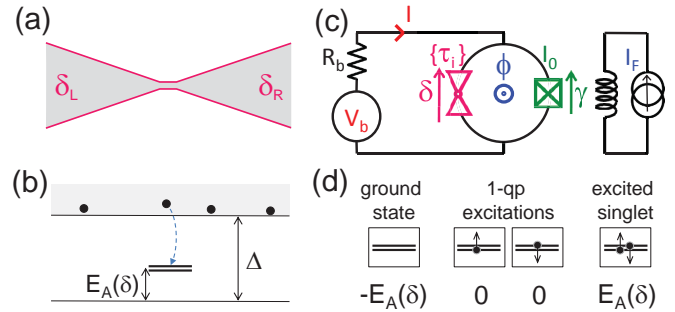 (a)
δL
δR
(b)
EA(δ)
Δ
(c)
I
Rb
Vb
{τi}
δ
ϕ
I0
γ
IF
(d)
ground state
1-qp excitations
excited singlet
-EA(δ)
0
0
EA(δ)